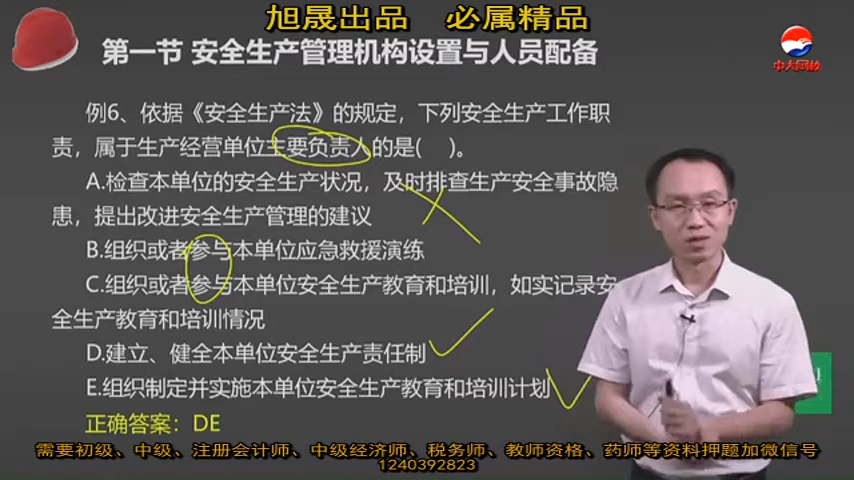 旭晟出品 必属精品
第一节 安全生产管理机构设置与人员配备
中大网校
例6、依据《安全生产法》的规定，下列安全生产工作职
责，属于生产经营单位主要负责人的是( )。
A.检查本单位的安全生产状况，及时排查生产安全事故隐
患，提出改进安全生产管理的建议
B.组织或者参与本单位应急救援演练
C.组织或者参与本单位安全生产教育和培训，如实记录安
全生产教育和培训情况
D.建立、健全本单位安全生产责任制
E.组织制定并实施本单位安全生产教育和培训计划
!
正确答案：DE
需要初级、中级、注册会计师、中级经济师、税务师、教师资格、药师等资料押题加微信号
1240392823